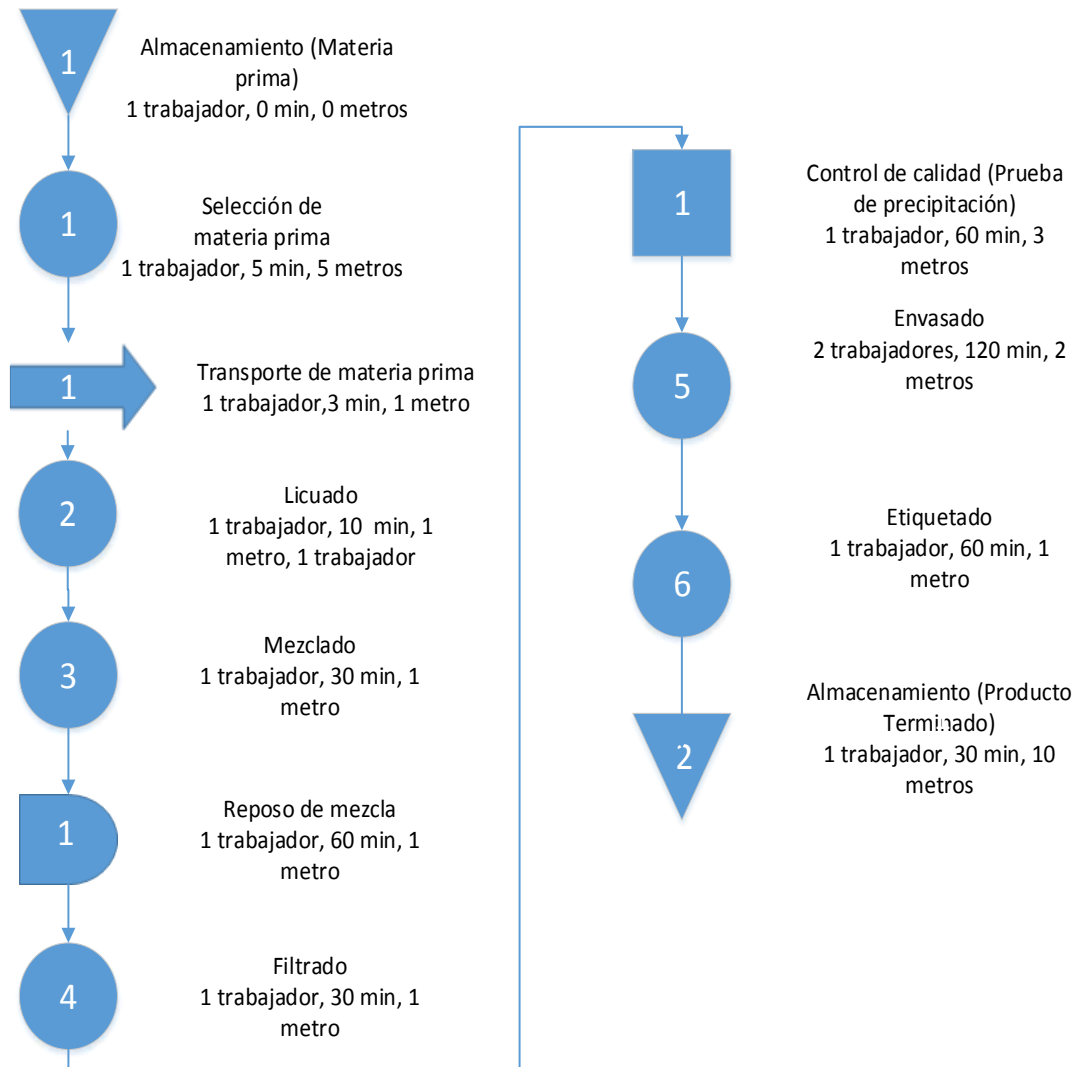 1
Almacenamiento (Materia
prima)
1 trabajador, 0 min, 0 metros
1
Selección de
materia prima
1 trabajador, 5 min, 5 metros
1
Transporte de materia prima
1 trabajador,3 min, 1 metro
2
Licuado
1 trabajador, 10 min, 1
metro, 1 trabajador
3
Mezclado
1 trabajador, 30 min, 1
metro
1
Reposo de mezcla
1 trabajador, 60 min, 1
metro
4
Filtrado
1 trabajador, 30 min, 1
metro
1
Control de calidad (Prueba
de precipitación)
1 trabajador, 60 min, 3
metros
5
Envasado
2 trabajadores, 120 min, 2
metros
6
Etiquetado
1 trabajador, 60 min, 1
metro
2
Almacenamiento (Producto
Terminado)
1 trabajador, 30 min, 10
metros